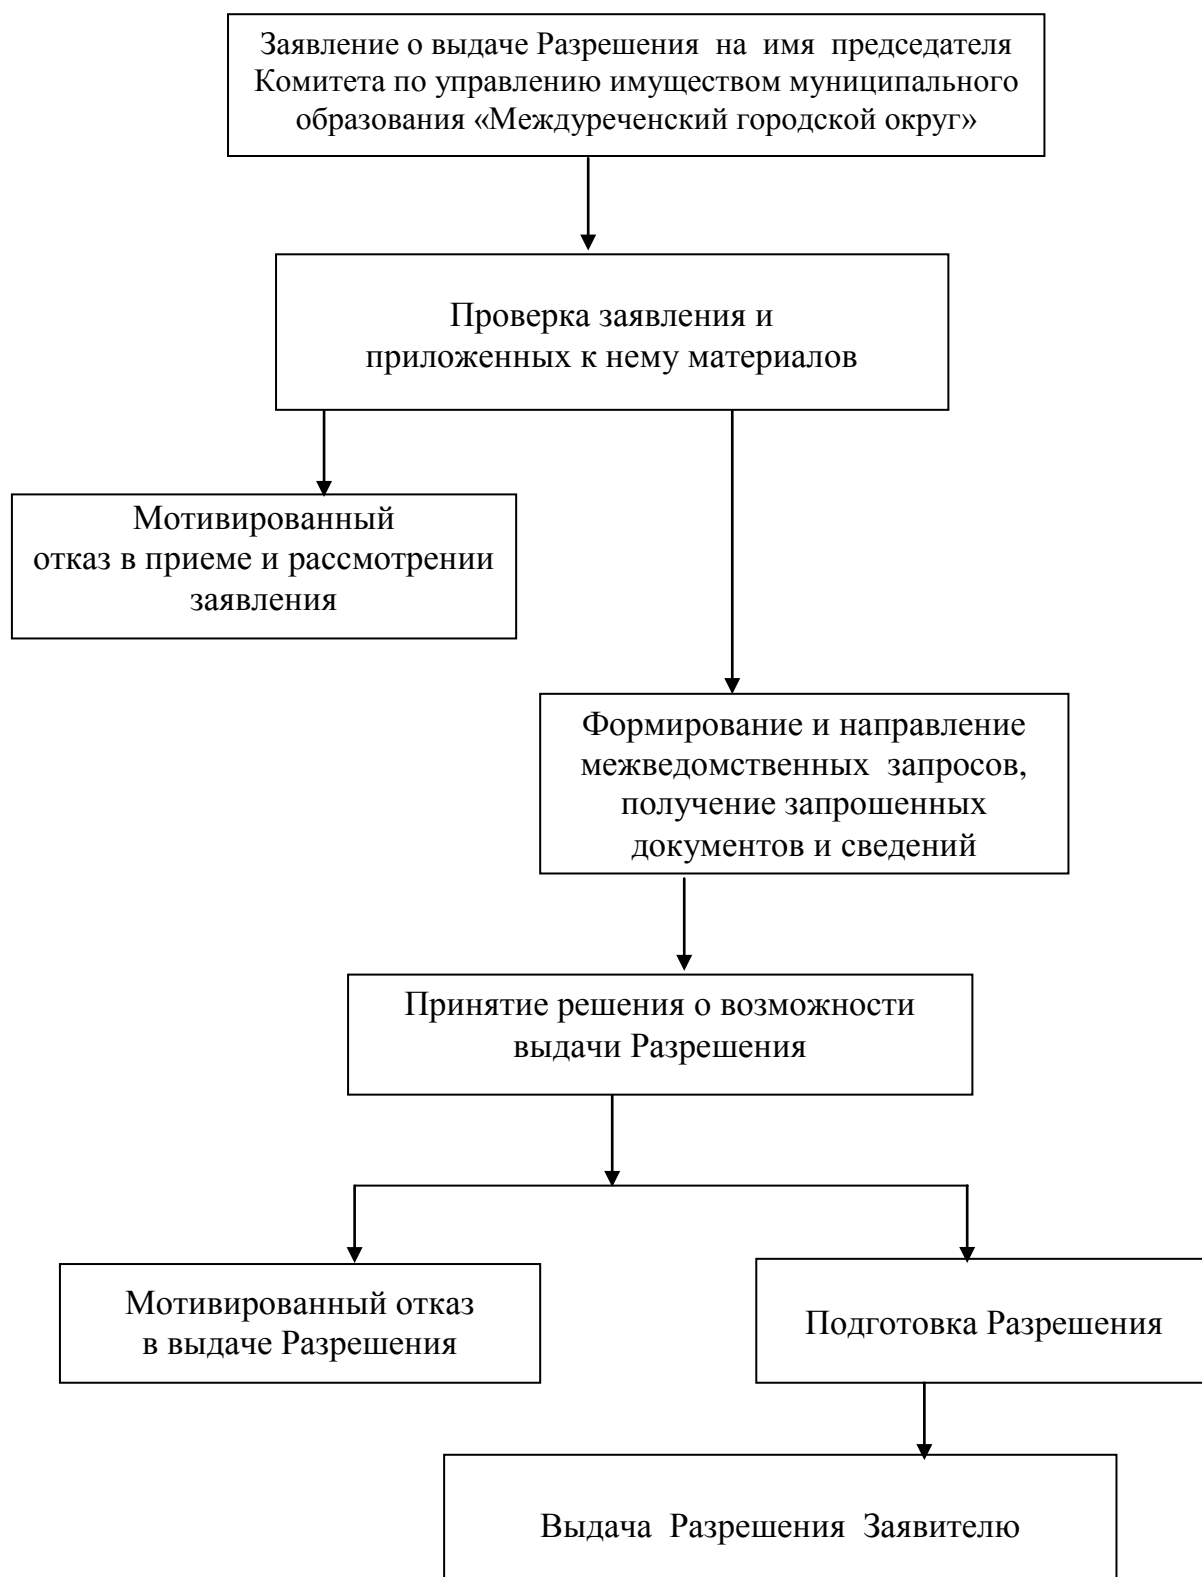 Заявление о выдаче Разрешения на имя председателя
Комитета по управлению имуществом муниципального
образования «Междуреченский городской округ»
Проверка заявления и
приложенных к нему материалов
Мотивированный
отказ в приеме и рассмотрении
заявления
Формирование и направление
межведомственных запросов,
получение запрошенных
документов и сведений
Принятие решения о возможности
выдачи Разрешения
Мотивированный отказ
в выдаче Разрешения
Подготовка Разрешения
Выдача Разрешения Заявителю